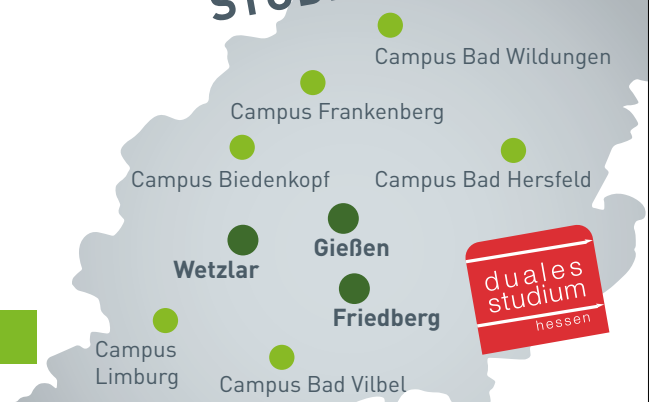 Campus Bad Wildungen
Campus Frankenberg
Campus Biedenkopf
Campus Bad Hersfeld
Gießen
Wetzlar
duales
studium
hessen
Friedberg
Campus
Limburg
Campus Bad Vilbel